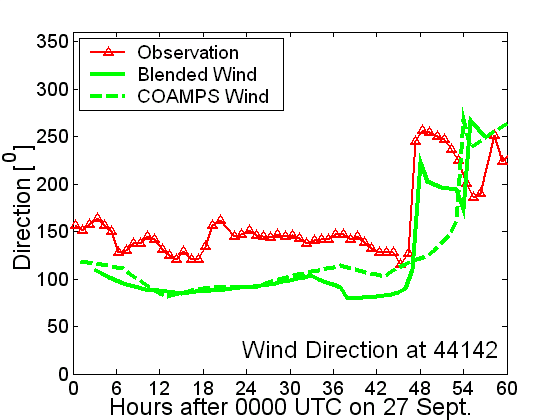 350
300
250
200
150
100
50
0
Direction [ 0]
Observation
Blended Wind
COAMPS Wind
Wind Direction at 44142
0 6 12 18 24 30 36 42 48 54 60
Hours after 0000 UTC on 27 Sept.